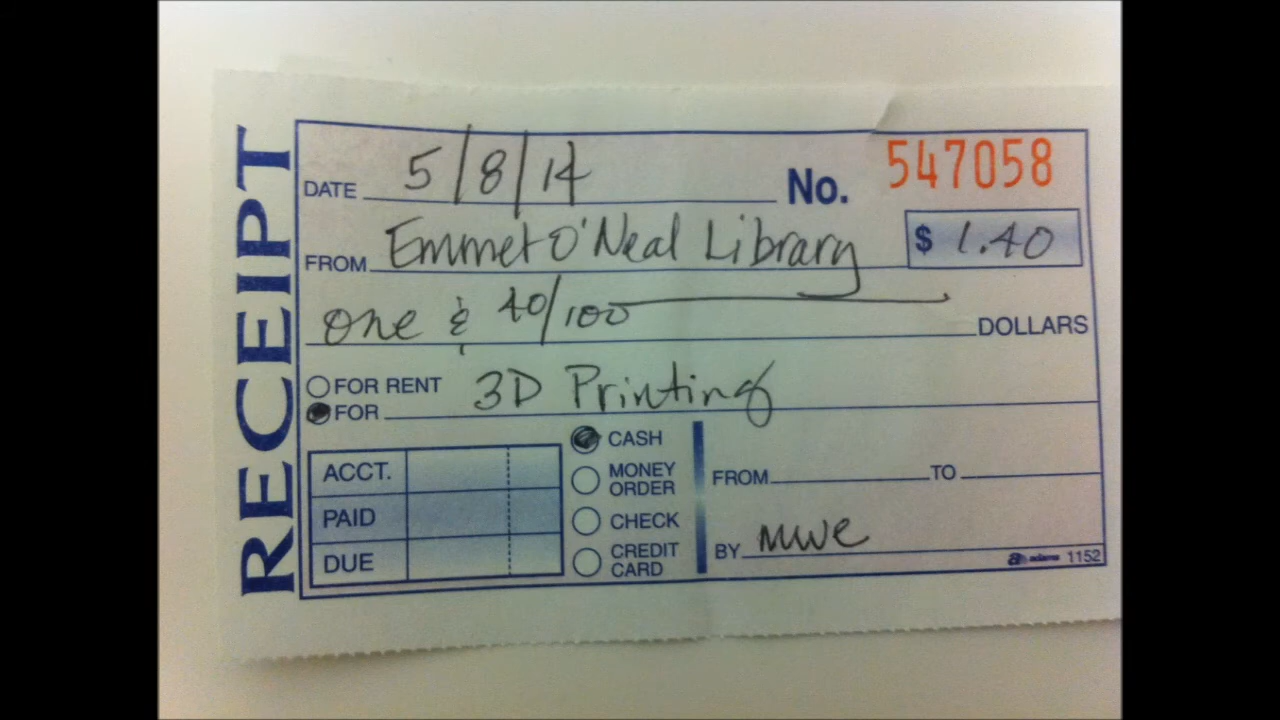 RECEIPT
DATE 5/8/14 No. 547058
FROM Emmet O'Neal Library $ 1.40
one & 40/100 DOLLARS
FOR RENT
FOR 3D Printing
ACCT.
PAID
DUE
CASH
MONEY ORDER
CHECK
CREDIT CARD
FROM TO
BY mwe
adams 1152